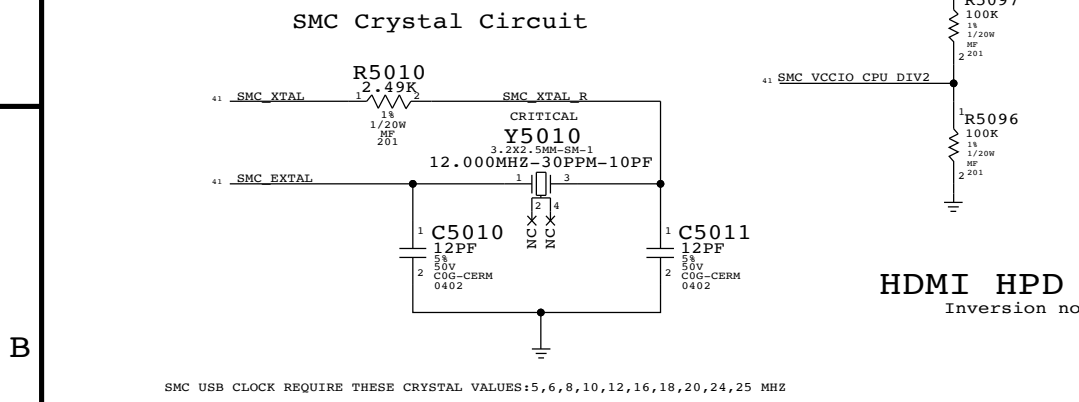 SMC Crystal Circuit
R5010
2.49K
41 SMC_XTAL 1 2 SMC_XTAL_R
1%
1/20W
MF
201
CRITICAL
Y5010
3.2X2.5MM-SM-1
12.000MHZ-30PPM-10PF
41 SMC_EXTAL 1 3
2 4
NC
NC
1 C5010
12PF
5%
50V
2 C0G-CERM
0402
1 C5011
12PF
5%
50V
2 C0G-CERM
0402
R5097
100K
1%
1/20W
MF
2 201
41 SMC_VCCIO_CPU_DIV2
1 R5096
100K
1%
1/20W
MF
2 201
HDMI HPD
Inversion no
B
SMC USB CLOCK REQUIRE THESE CRYSTAL VALUES:5,6,8,10,12,16,18,20,24,25 MHZ